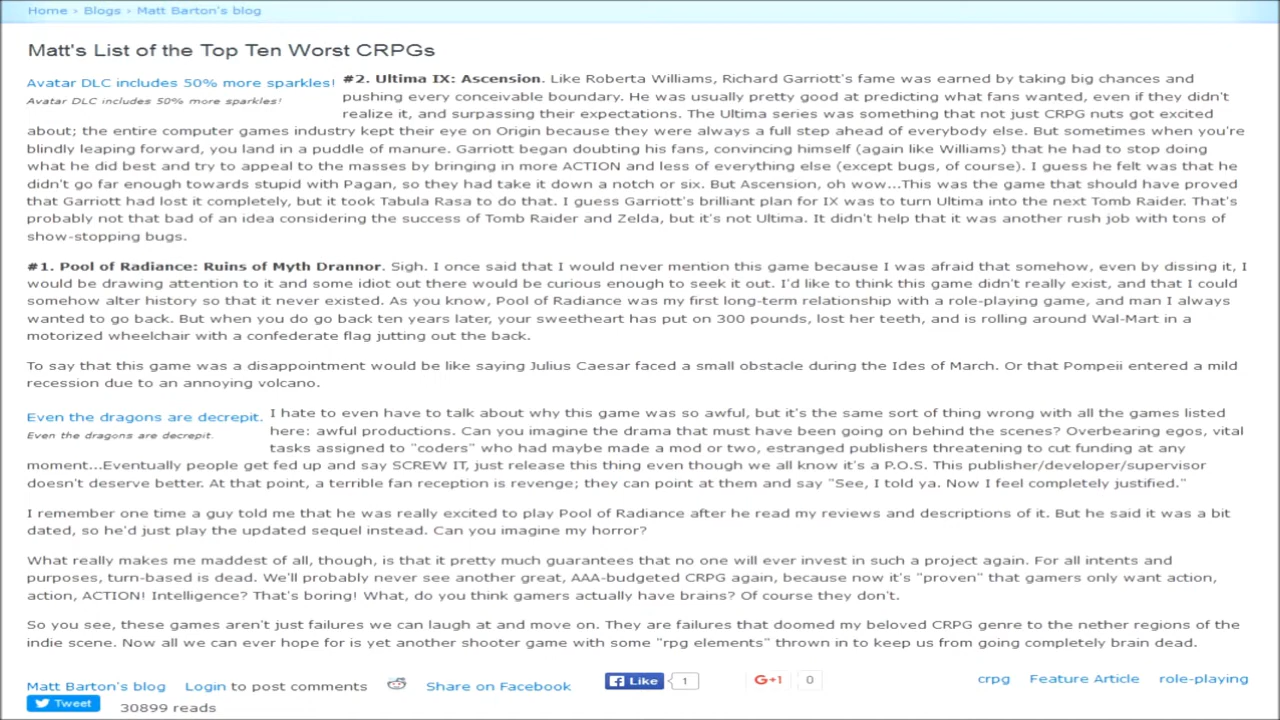 Home › Blogs › Matt Barton's blog
Matt's List of the Top Ten Worst CRPGs
Avatar DLC includes 50% more sparkles!
Avatar DLC includes 50% more sparkles!
#2. Ultima IX: Ascension. Like Roberta Williams, Richard Garriott's fame was earned by taking big chances and
pushing every conceivable boundary. He was usually pretty good at predicting what fans wanted, even if they didn't
realize it, and surpassing their expectations. The Ultima series was something that not just CRPG nuts got excited
about; the entire computer games industry kept their eye on Origin because they were always a full step ahead of everybody else. But sometimes when you're
blindly leaping forward, you land in a puddle of manure. Garriott began doubting his fans, convincing himself (again like Williams) that he had to stop doing
what he did best and try to appeal to the masses by bringing in more ACTION and less of everything else (except bugs, of course). I guess he felt was that he
didn't go far enough towards stupid with Pagan, so they had take it down a notch or six. But Ascension, oh wow...This was the game that should have proved
that Garriott had lost it completely, but it took Tabula Rasa to do that. I guess Garriott's brilliant plan for IX was to turn Ultima into the next Tomb Raider. That's
probably not that bad of an idea considering the success of Tomb Raider and Zelda, but it's not Ultima. It didn't help that it was another rush job with tons of
show-stopping bugs.
#1. Pool of Radiance: Ruins of Myth Drannor. Sigh. I once said that I would never mention this game because I was afraid that somehow, even by dissing it, I
would be drawing attention to it and some idiot out there would be curious enough to seek it out. I'd like to think this game didn't really exist, and that I could
somehow alter history so that it never existed. As you know, Pool of Radiance was my first long-term relationship with a role-playing game, and man I always
wanted to go back. But when you do go back ten years later, your sweetheart has put on 300 pounds, lost her teeth, and is rolling around Wal-Mart in a
motorized wheelchair with a confederate flag jutting out the back.
To say that this game was a disappointment would be like saying Julius Caesar faced a small obstacle during the Ides of March. Or that Pompeii entered a mild
recession due to an annoying volcano.
Even the dragons are decrepit.
Even the dragons are decrepit.
I hate to even have to talk about why this game was so awful, but it's the same sort of thing wrong with all the games listed
here: awful productions. Can you imagine the drama that must have been going on behind the scenes? Overbearing egos, vital
tasks assigned to "coders" who had maybe made a mod or two, estranged publishers threatening to cut funding at any
moment...Eventually people get fed up and say SCREW IT, just release this thing even though we all know it's a P.O.S. This publisher/developer/supervisor
doesn't deserve better. At that point, a terrible fan reception is revenge; they can point at them and say "See, I told ya. Now I feel completely justified."
I remember one time a guy told me that he was really excited to play Pool of Radiance after he read my reviews and descriptions of it. But he said it was a bit
dated, so he'd just play the updated sequel instead. Can you imagine my horror?
What really makes me maddest of all, though, is that it pretty much guarantees that no one will ever invest in such a project again. For all intents and
purposes, turn-based is dead. We'll probably never see another great, AAA-budgeted CRPG again, because now it's "proven" that gamers only want action,
action, ACTION! Intelligence? That's boring! What, do you think gamers actually have brains? Of course they don't.
So you see, these games aren't just failures we can laugh at and move on. They are failures that doomed my beloved CRPG genre to the nether regions of the
indie scene. Now all we can ever hope for is yet another shooter game with some "rpg elements" thrown in to keep us from going completely brain dead.
Matt Barton's blog Login to post comments Share on Facebook Like 1 G+1 0 crpg Feature Article role-playing
Tweet 30899 reads